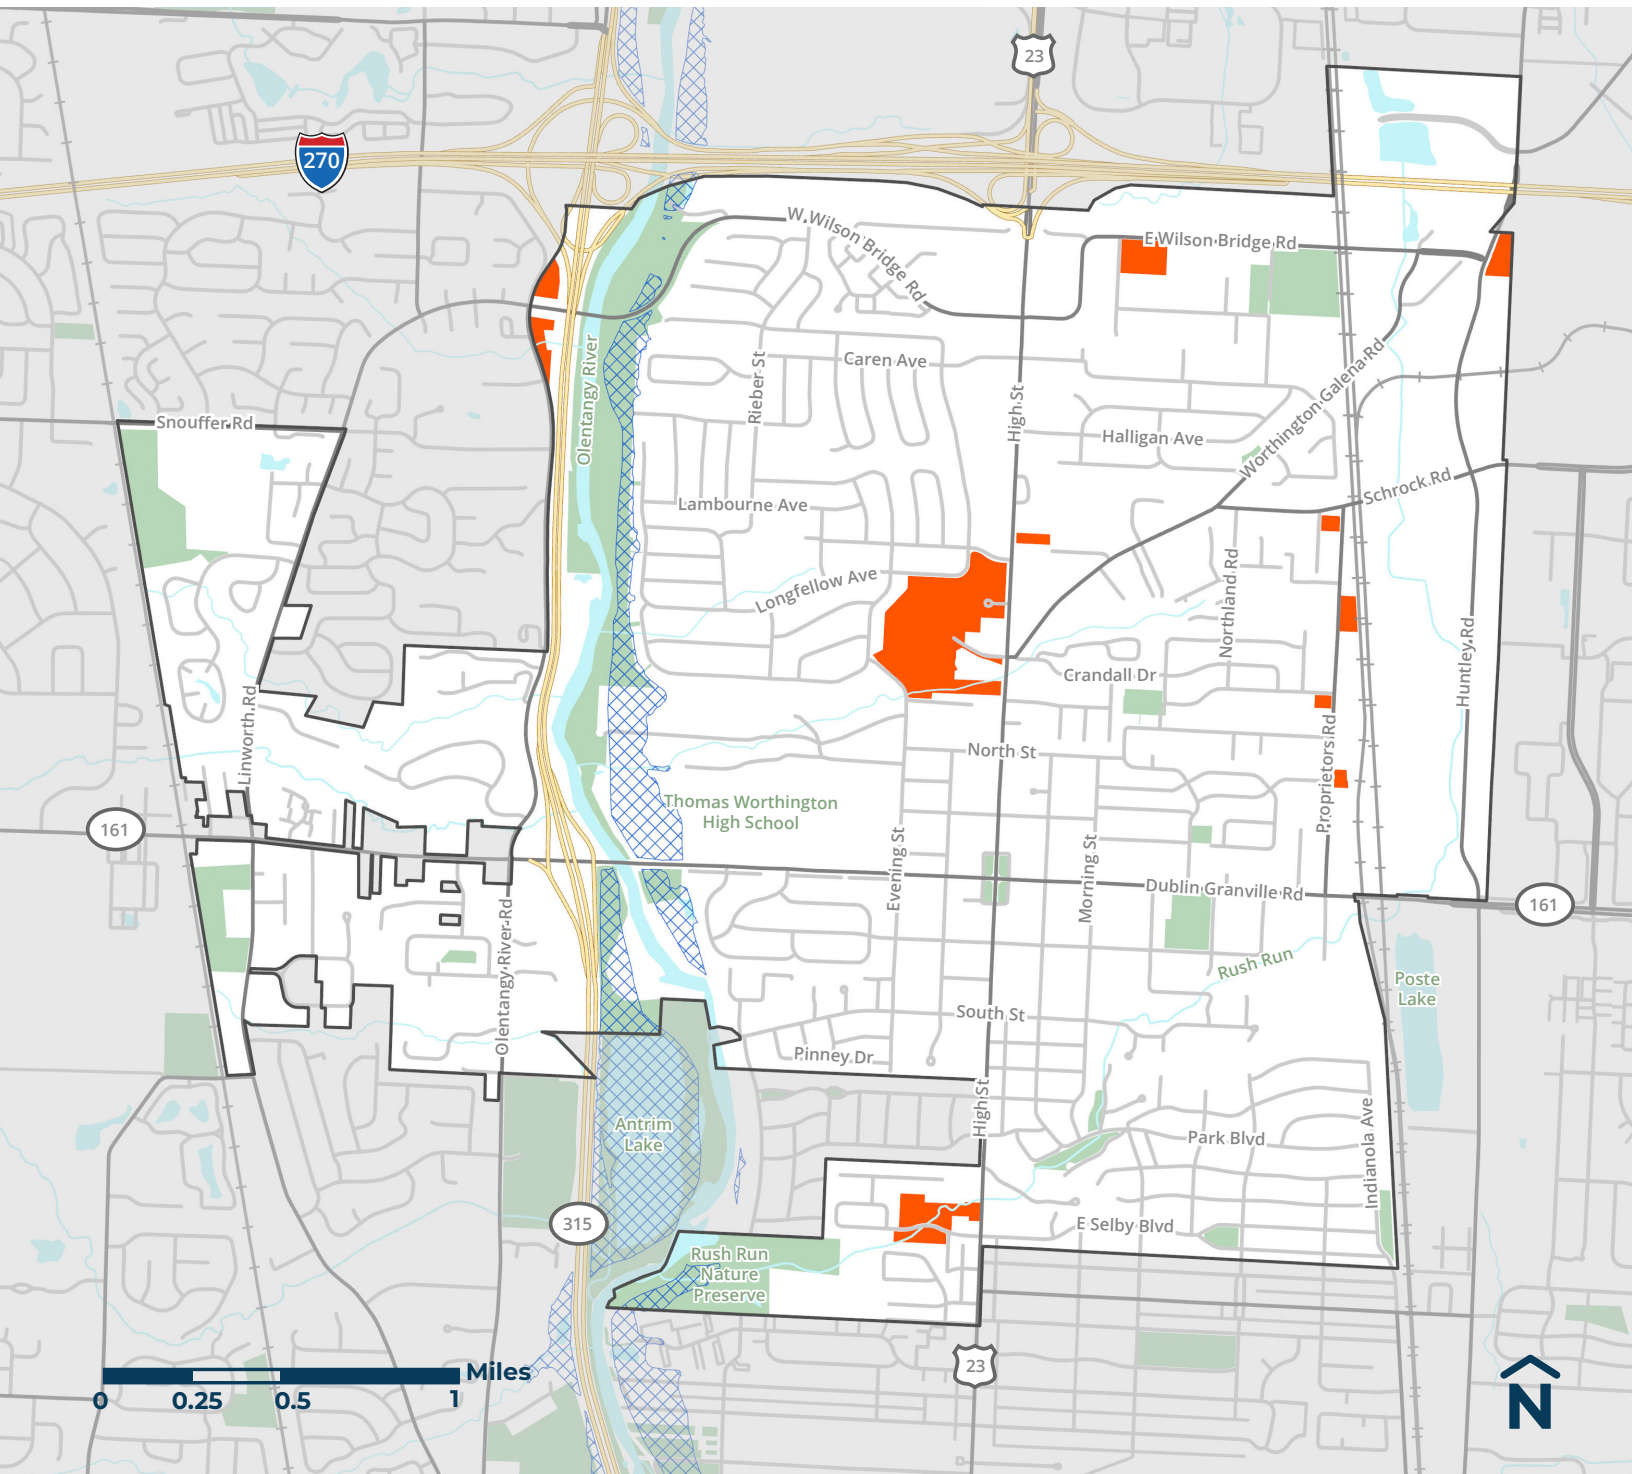 23
270
W Wilson Bridge Rd
E Wilson Bridge Rd
Olentangy River
Rieber St
Caren Ave
High St
Worthington Galena Rd
Snouffer Rd
Halligan Ave
Schrock Rd
Lambourne Ave
Longfellow Ave
Northland Rd
Huntley Rd
Crandall Dr
Linworth Rd
North St
Proprietors Rd
Thomas Worthington
High School
161
Evening St
Morning St
Dublin Granville Rd
161
Olentangy River Rd
Rush Run
Poste
Lake
South St
Pinney Dr
High St
Antrim
Lake
Park Blvd
Indianola Ave
315
E Selby Blvd
Rush Run
Nature
Preserve
23
Miles
0
0.25
0.5
1
N